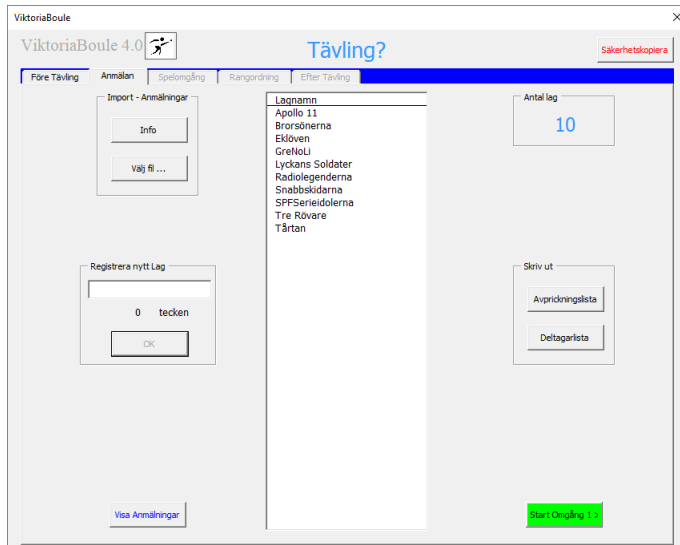 ViktoriaBoule
ViktoriaBoule 4.0
Tävling?
Säkerhetskopiera
Före Tävling
Anmälan
Spelomgång
Rangordning
Efter Tävling
Import - Anmälningar
Info
Välj fil ...
Registrera nytt Lag
0 tecken
OK
Visa Anmälningar
Lagnamn
Apollo 11
Brorsönerna
Eklöven
GreNoLi
Lyckans Soldater
Radiolegenderna
Snabbskidarna
SPFSerieidolerna
Tre Rövare
Tårtan
Antal lag
10
Skriv ut
Avprickningslista
Deltagarlista
Start Omgång 1 >